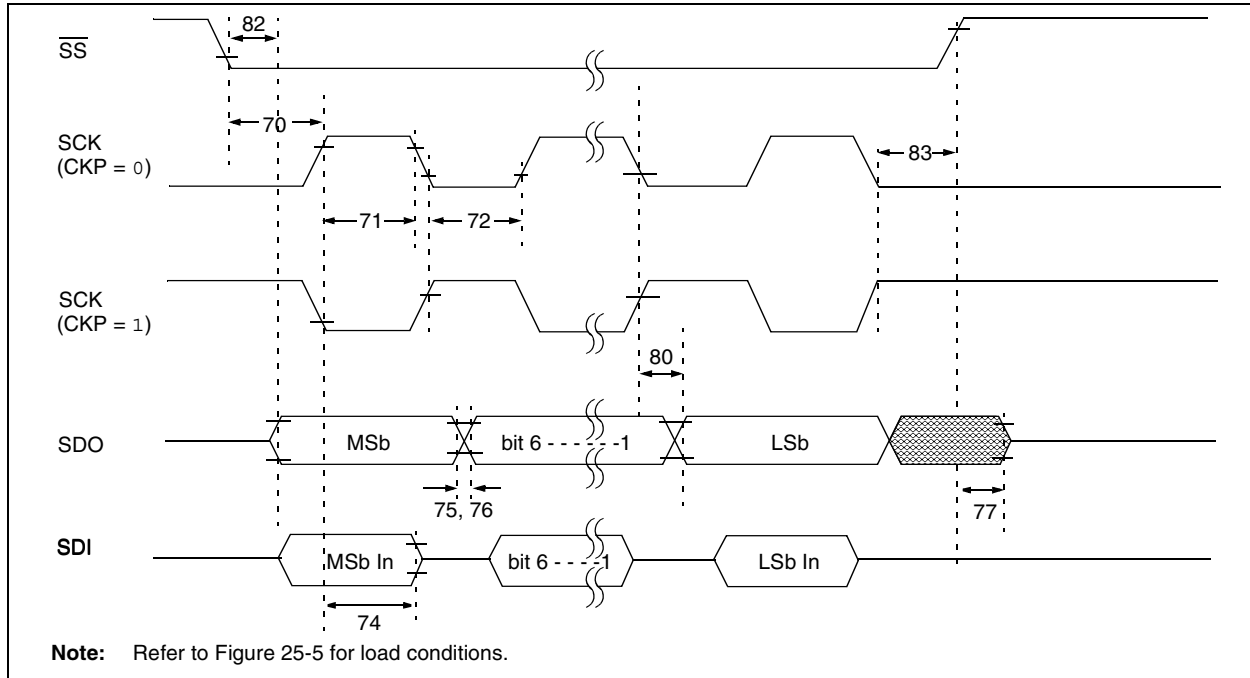 82
SS
70
SCK
(CKP = 0)
83
71
72
SCK
(CKP = 1)
80
SDO
MSb
bit 6 - - - - - -1
LSb
75, 76
77
SDI
MSb In
bit 6 - - - -1
LSb In
74
Note: Refer to Figure 25-5 for load conditions.